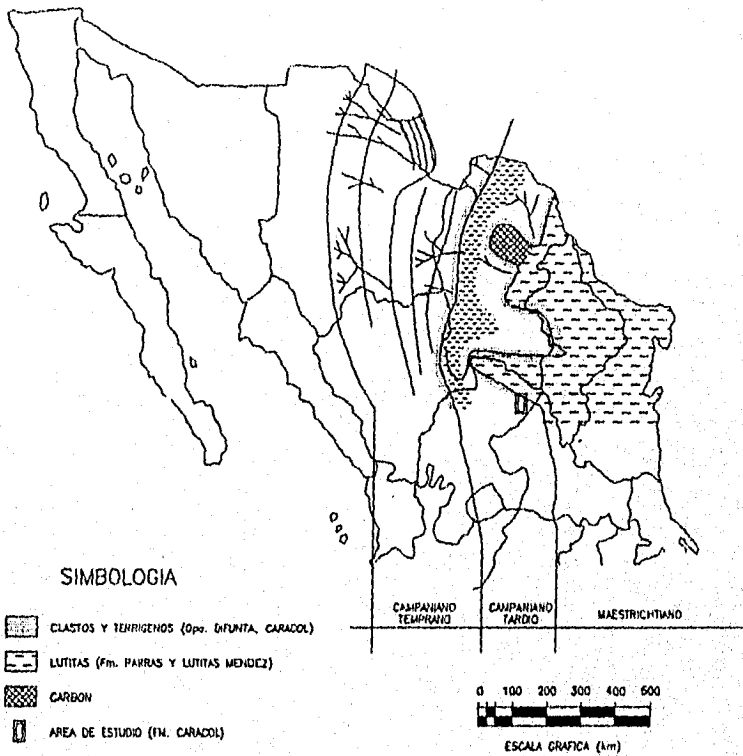 SIMBOLOGIA
CLASTOS Y TERRIGENOS (Gpo. DIFUNTA, CARACOL)
LUTITAS (Fm. PARRAS Y LUTITAS MENDEZ)
CARBON
AREA DE ESTUDIO (FM. CARACOL)
CAMPANIANO
TEMPRANO
CAMPANIANO
TARDIO
MAESTRICHTIANO
0 100 200 300 400 500
ESCALA GRAFICA (km)